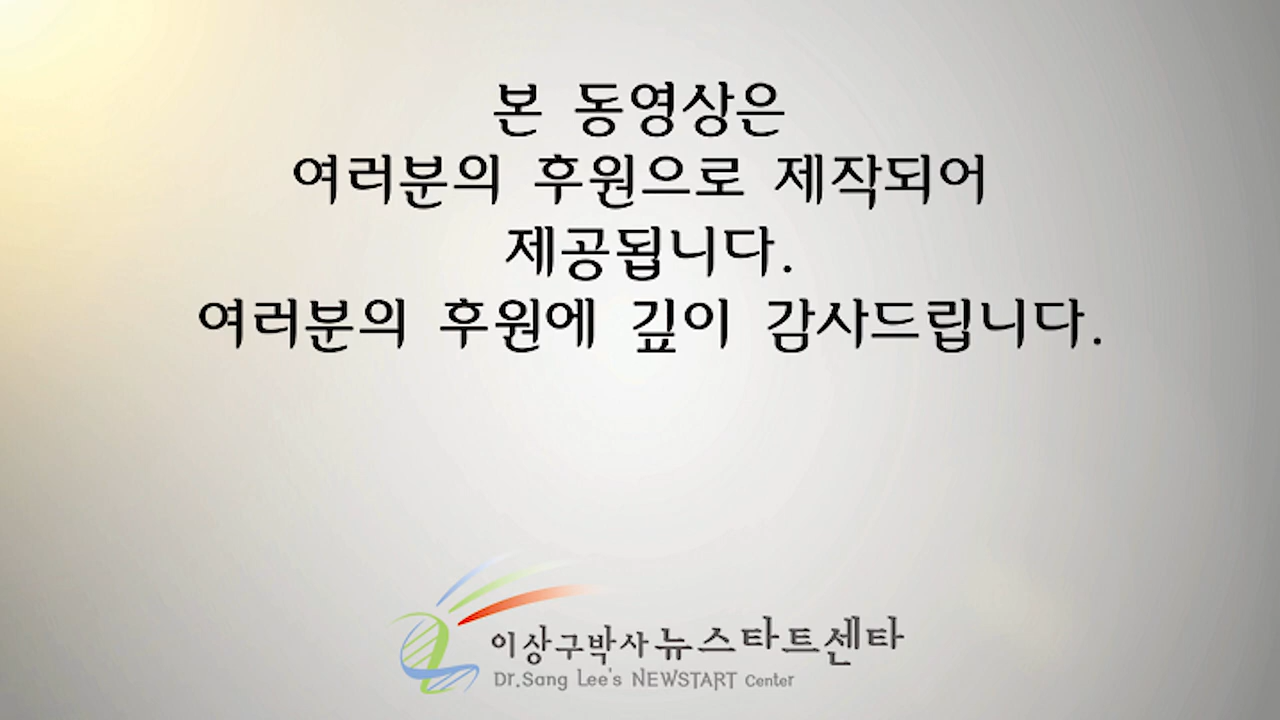 본 동영상은
여러분의 후원으로 제작되어
제공됩니다.
여러분의 후원에 깊이 감사드립니다.
이상구박사 뉴스타트센타
Dr.Sang Lee's NEWSTART Center